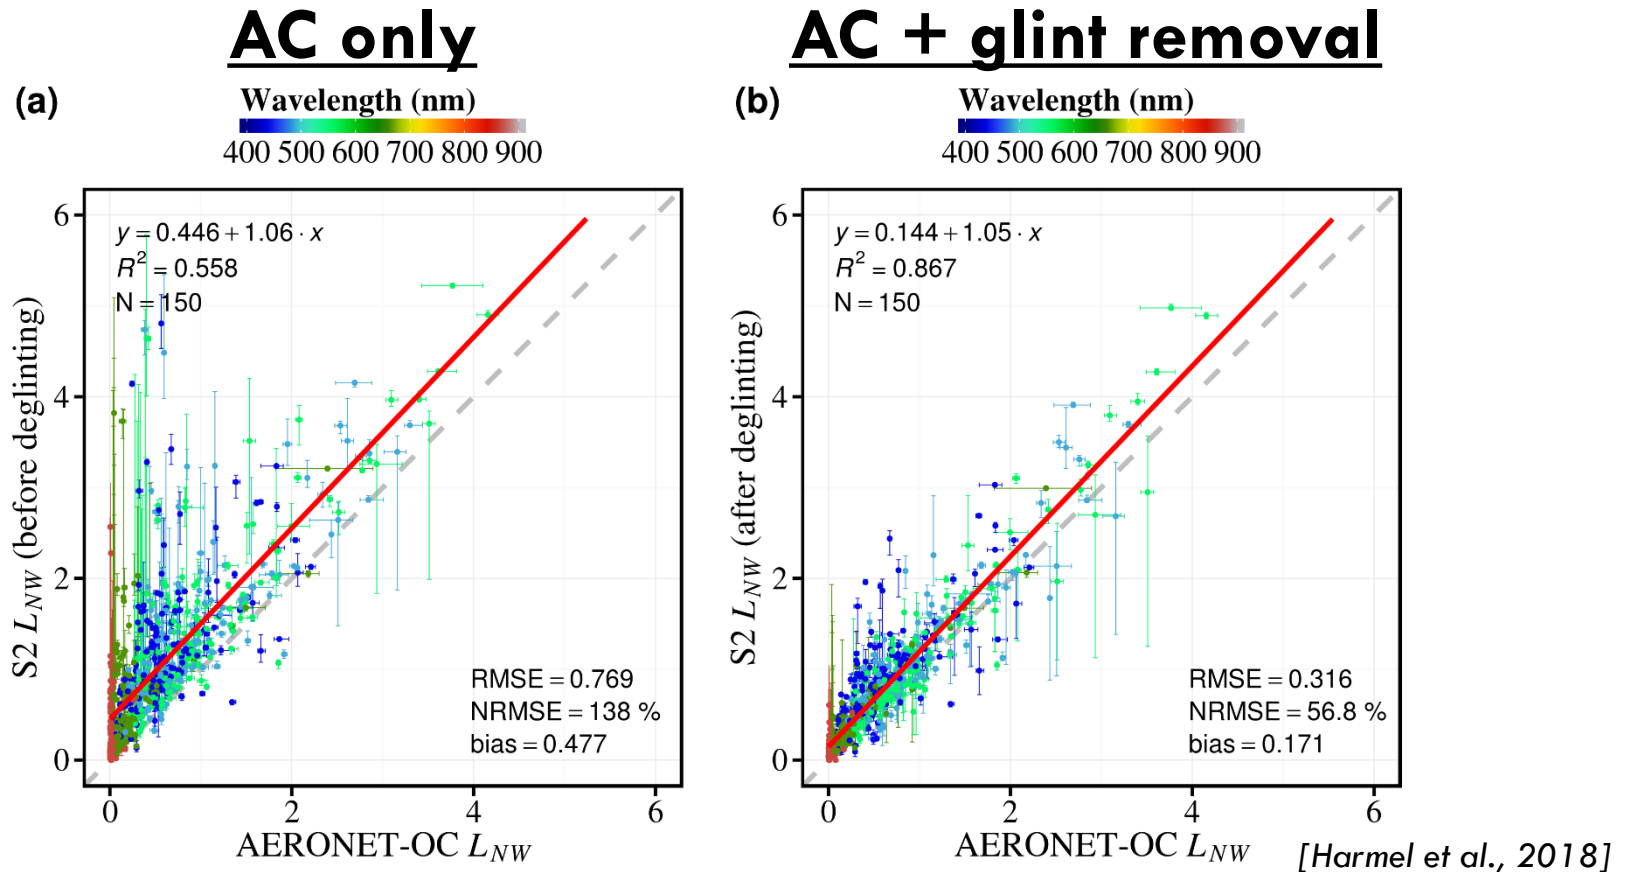 AC only
AC + glint removal
(a)
Wavelength (nm)
400 500 600 700 800 900
(b)
Wavelength (nm)
400 500 600 700 800 900
S2 L_NW (before deglinting)
6
4
2
0
y = 0.446 + 1.06 · x
R² = 0.558
N = 150
RMSE = 0.769
NRMSE = 138 %
bias = 0.477
0 2 4 6
AERONET-OC L_NW
S2 L_NW (after deglinting)
6
4
2
0
y = 0.144 + 1.05 · x
R² = 0.867
N = 150
RMSE = 0.316
NRMSE = 56.8 %
bias = 0.171
0 2 4 6
AERONET-OC L_NW
[Harmel et al., 2018]